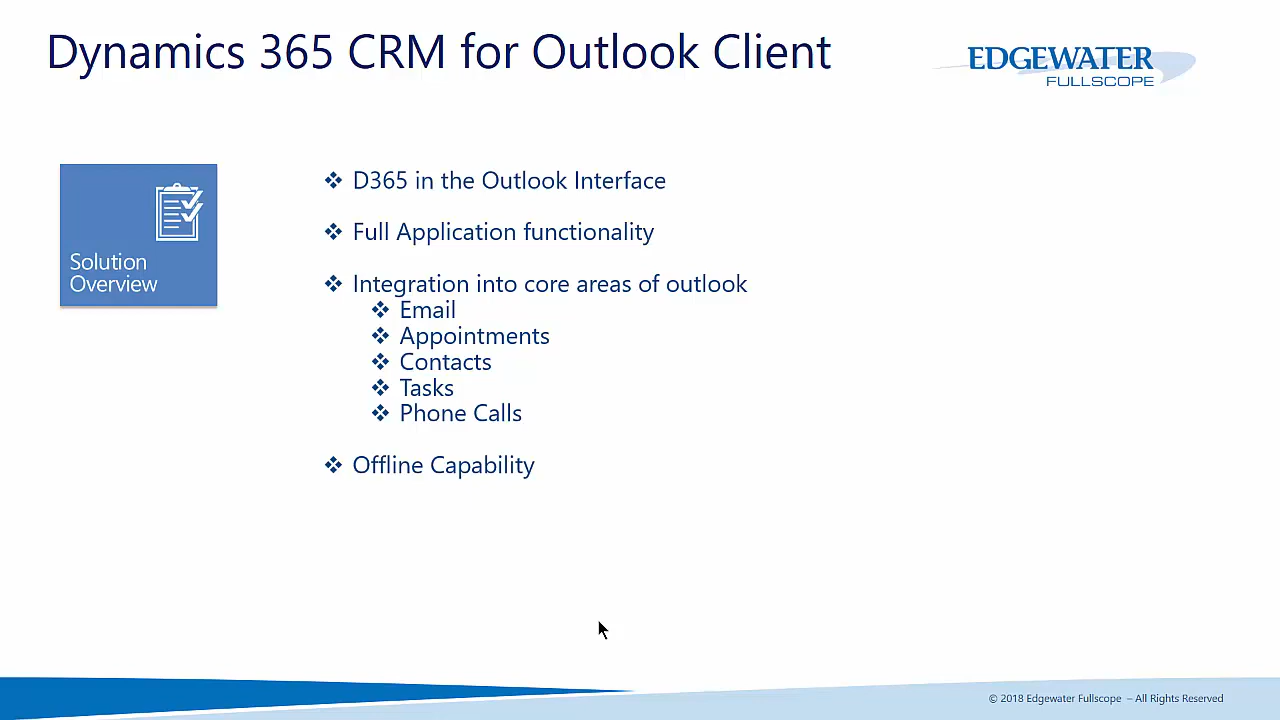 Dynamics 365 CRM for Outlook Client
EDGEWATER
FULLSCOPE
Solution
Overview
❖ D365 in the Outlook Interface
❖ Full Application functionality
❖ Integration into core areas of outlook
❖ Email
❖ Appointments
❖ Contacts
❖ Tasks
❖ Phone Calls
❖ Offline Capability
© 2018 Edgewater Fullscope – All Rights Reserved